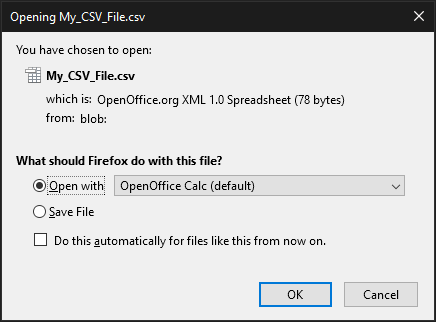 Opening My_CSV_File.csv
You have chosen to open:
My_CSV_File.csv
which is: OpenOffice.org XML 1.0 Spreadsheet (78 bytes)
from: blob:
What should Firefox do with this file?
Open with OpenOffice Calc (default)
Save File
Do this automatically for files like this from now on.
OK Cancel